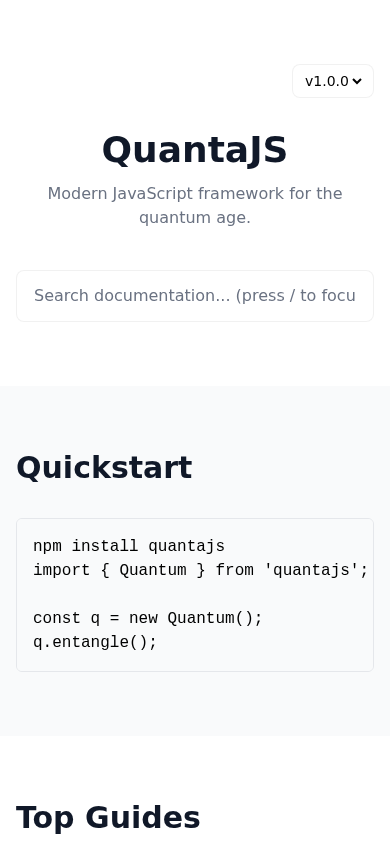 v1.0.0
QuantaJS
Modern JavaScript framework for the
quantum age.
Search documentation... (press / to focu
Quickstart
npm install quantajs
import { Quantum } from 'quantajs';
const q = new Quantum();
q.entangle();
Top Guides